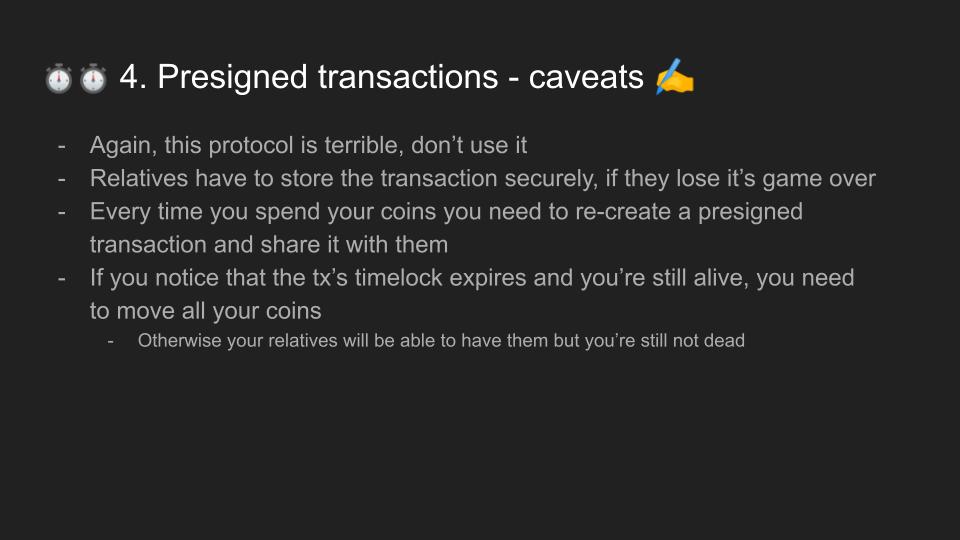 ⏱️⏱️ 4. Presigned transactions - caveats ✍️
- Again, this protocol is terrible, don’t use it
- Relatives have to store the transaction securely, if they lose it’s game over
- Every time you spend your coins you need to re-create a presigned
transaction and share it with them
- If you notice that the tx’s timelock expires and you’re still alive, you need
to move all your coins
- Otherwise your relatives will be able to have them but you’re still not dead